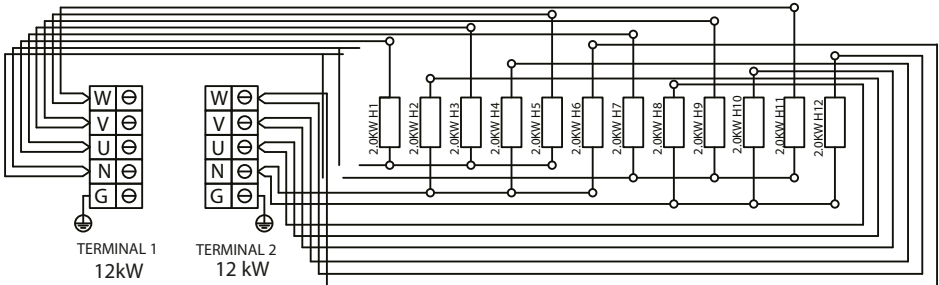 W
V
U
N
G
TERMINAL 1
12kW
W
V
U
N
G
TERMINAL 2
12 kW
2.0KW H1
2.0KW H2
2.0KW H3
2.0KW H4
2.0KW H5
2.0KW H6
2.0KW H7
2.0KW H8
2.0KW H9
2.0KW H10
2.0KW H11
2.0KW H12